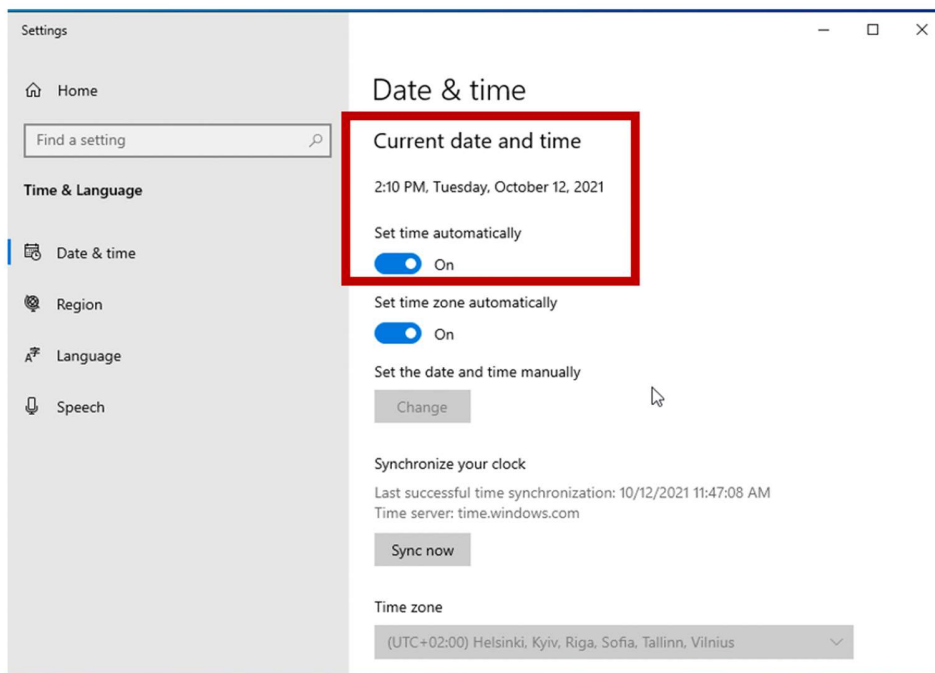 Settings
Home
Find a setting
Time & Language
Date & time
Region
Language
Speech
Date & time
Current date and time
2:10 PM, Tuesday, October 12, 2021
Set time automatically
On
Set time zone automatically
On
Set the date and time manually
Change
Synchronize your clock
Last successful time synchronization: 10/12/2021 11:47:08 AM
Time server: time.windows.com
Sync now
Time zone
(UTC+02:00) Helsinki, Kyiv, Riga, Sofia, Tallinn, Vilnius